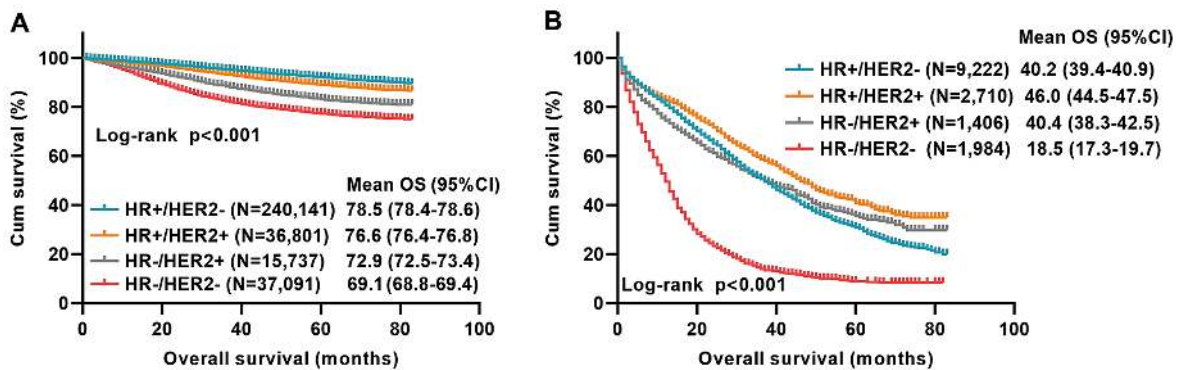 A
Cum survival (%)
100
80
60
40
20
0
Log-rank p<0.001
Mean OS (95%CI)
HR+/HER2- (N=240,141) 78.5 (78.4-78.6)
HR+/HER2+ (N=36,801) 76.6 (76.4-76.8)
HR-/HER2+ (N=15,737) 72.9 (72.5-73.4)
HR-/HER2- (N=37,091) 69.1 (68.8-69.4)
0 20 40 60 80 100
Overall survival (months)
B
Cum survival (%)
100
80
60
40
20
0
Mean OS (95%CI)
HR+/HER2- (N=9,222) 40.2 (39.4-40.9)
HR+/HER2+ (N=2,710) 46.0 (44.5-47.5)
HR-/HER2+ (N=1,406) 40.4 (38.3-42.5)
HR-/HER2- (N=1,984) 18.5 (17.3-19.7)
Log-rank p<0.001
0 20 40 60 80 100
Overall survival (months)